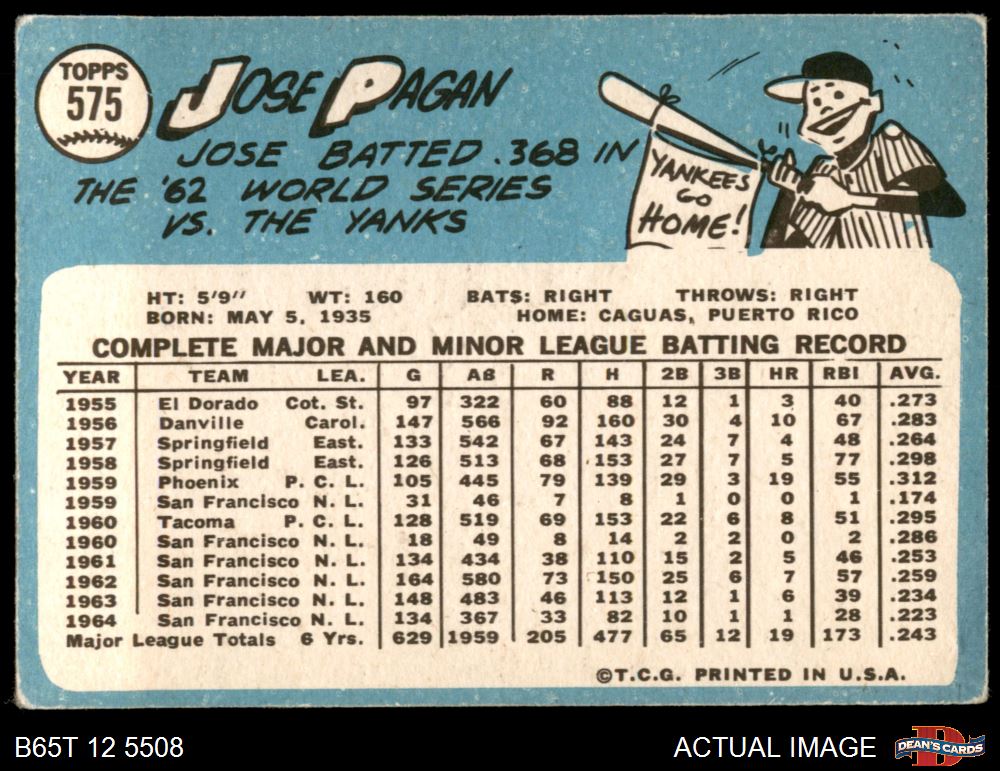 TOPPS
575
JOSE PAGAN
JOSE BATTED .368 IN
THE '62 WORLD SERIES
VS. THE YANKS
YANKEES
GO
HOME!
HT: 5'9" WT: 160 BATS: RIGHT THROWS: RIGHT
BORN: MAY 5, 1935 HOME: CAGUAS, PUERTO RICO
COMPLETE MAJOR AND MINOR LEAGUE BATTING RECORD
YEAR TEAM LEA. G AB R H 2B 3B HR RBI AVG.
1955 El Dorado Cot. St. 97 322 60 88 12 1 3 40 .273
1956 Danville Carol. 147 566 92 160 30 4 10 67 .283
1957 Springfield East. 133 542 67 143 24 7 4 48 .264
1958 Springfield East. 126 513 68 153 27 7 5 77 .298
1959 Phoenix P. C. L. 105 445 79 139 29 3 19 55 .312
1959 San Francisco N. L. 31 46 7 8 1 0 0 1 .174
1960 Tacoma P. C. L. 128 519 69 153 22 6 8 51 .295
1960 San Francisco N. L. 18 49 8 14 2 2 0 2 .286
1961 San Francisco N. L. 134 434 38 110 15 2 5 46 .253
1962 San Francisco N. L. 164 580 73 150 25 6 7 57 .259
1963 San Francisco N. L. 148 483 46 113 12 1 6 39 .234
1964 San Francisco N. L. 134 367 33 82 10 1 1 28 .223
Major League Totals 6 Yrs. 629 1959 205 477 65 12 19 173 .243
©T.C.G. PRINTED IN U.S.A.
B65T 12 5508 ACTUAL IMAGE DEAN'S CARDS